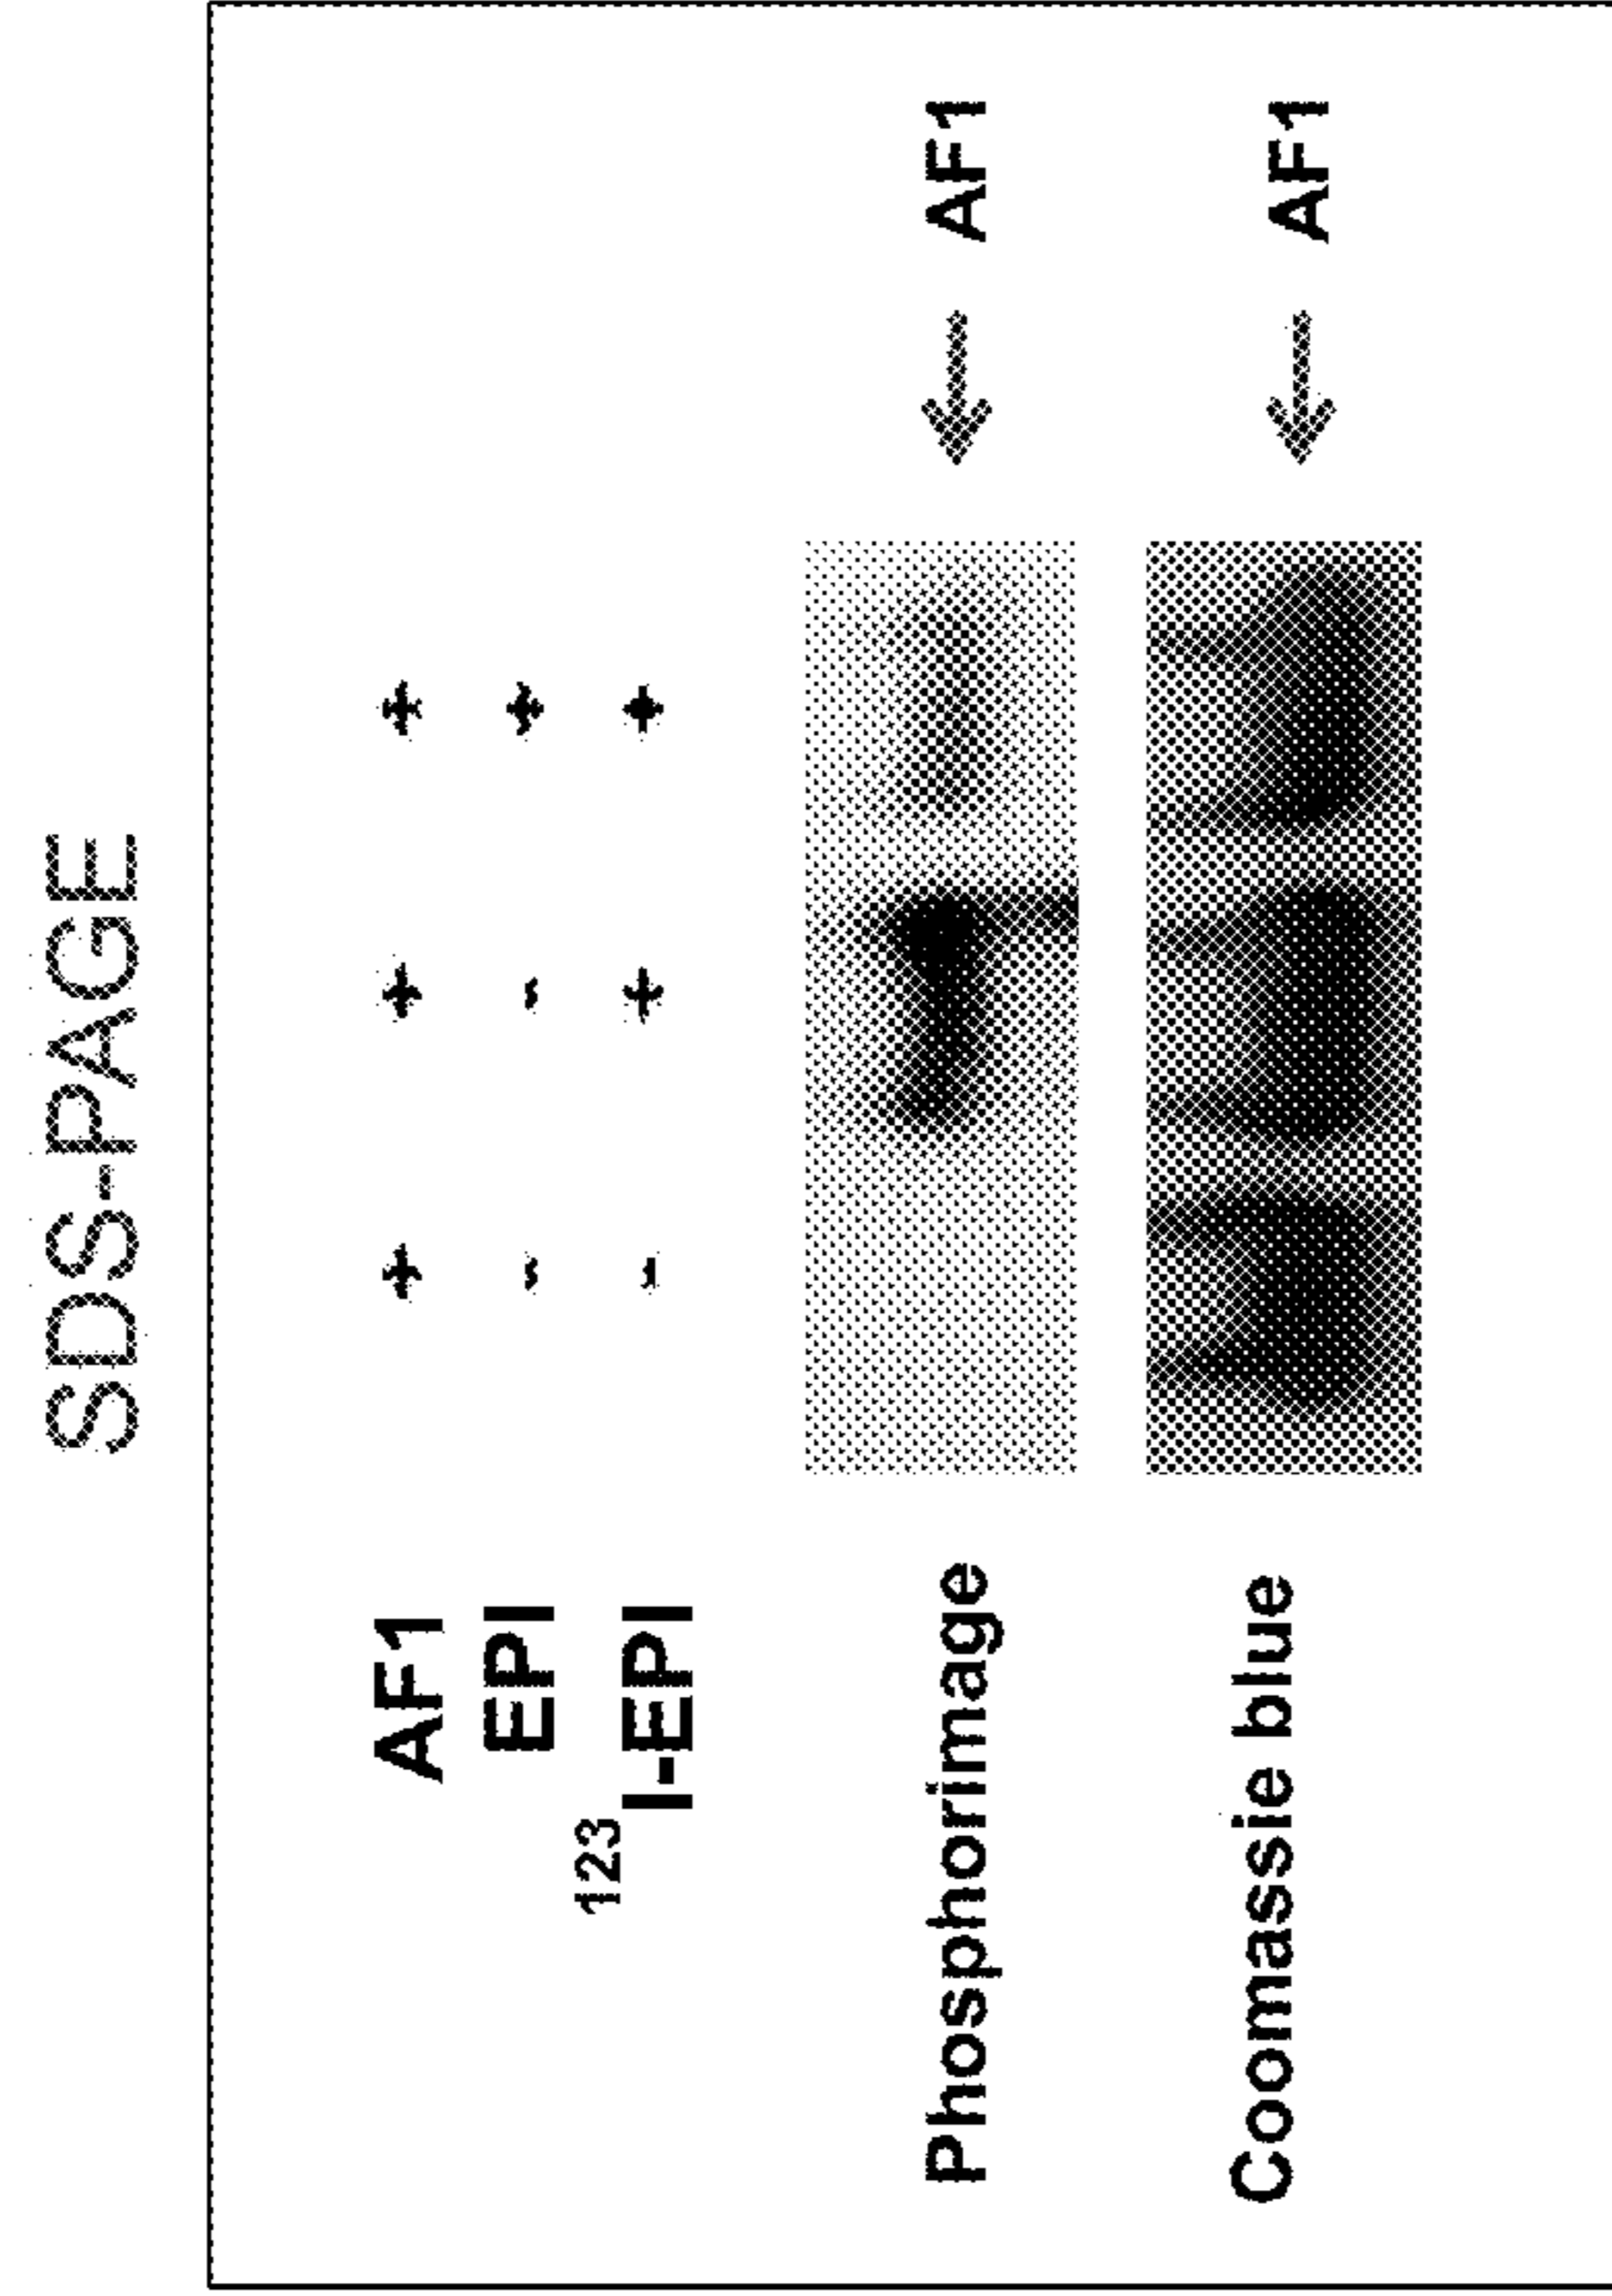 SDS-PAGE
AF1 + + +
EPI - - +
123I-EPI - + +
Phosphorimage AF1
Coomassie blue AF1